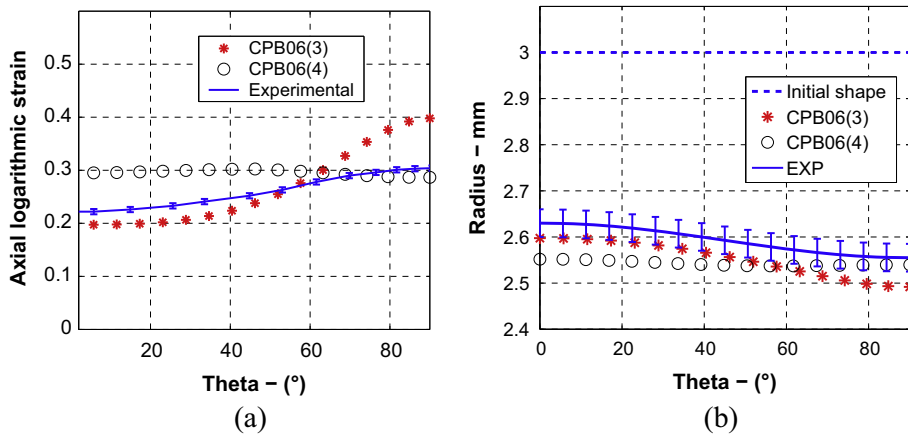 Axial logarithmic strain
0.5
0.4
0.3
0.2
0.1
0
CPB06(3)
CPB06(4)
Experimental
20
40
60
80
Theta − (°)
(a)
Radius − mm
3
2.9
2.8
2.7
2.6
2.5
2.4
Initial shape
CPB06(3)
CPB06(4)
EXP
0
20
40
60
80
Theta − (°)
(b)